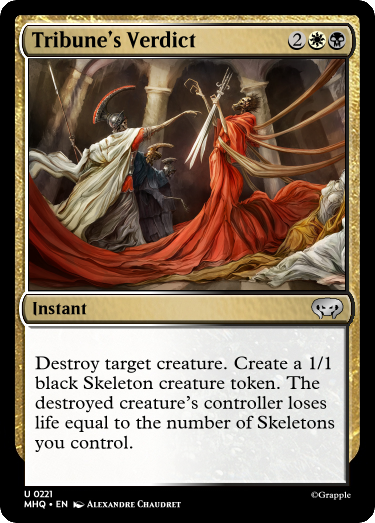 Tribune's Verdict 2
Instant
Destroy target creature. Create a 1/1
black Skeleton creature token. The
destroyed creature's controller loses
life equal to the number of Skeletons
you control.
U 0221
MHQ • EN Alexandre Chaudret
©Grapple